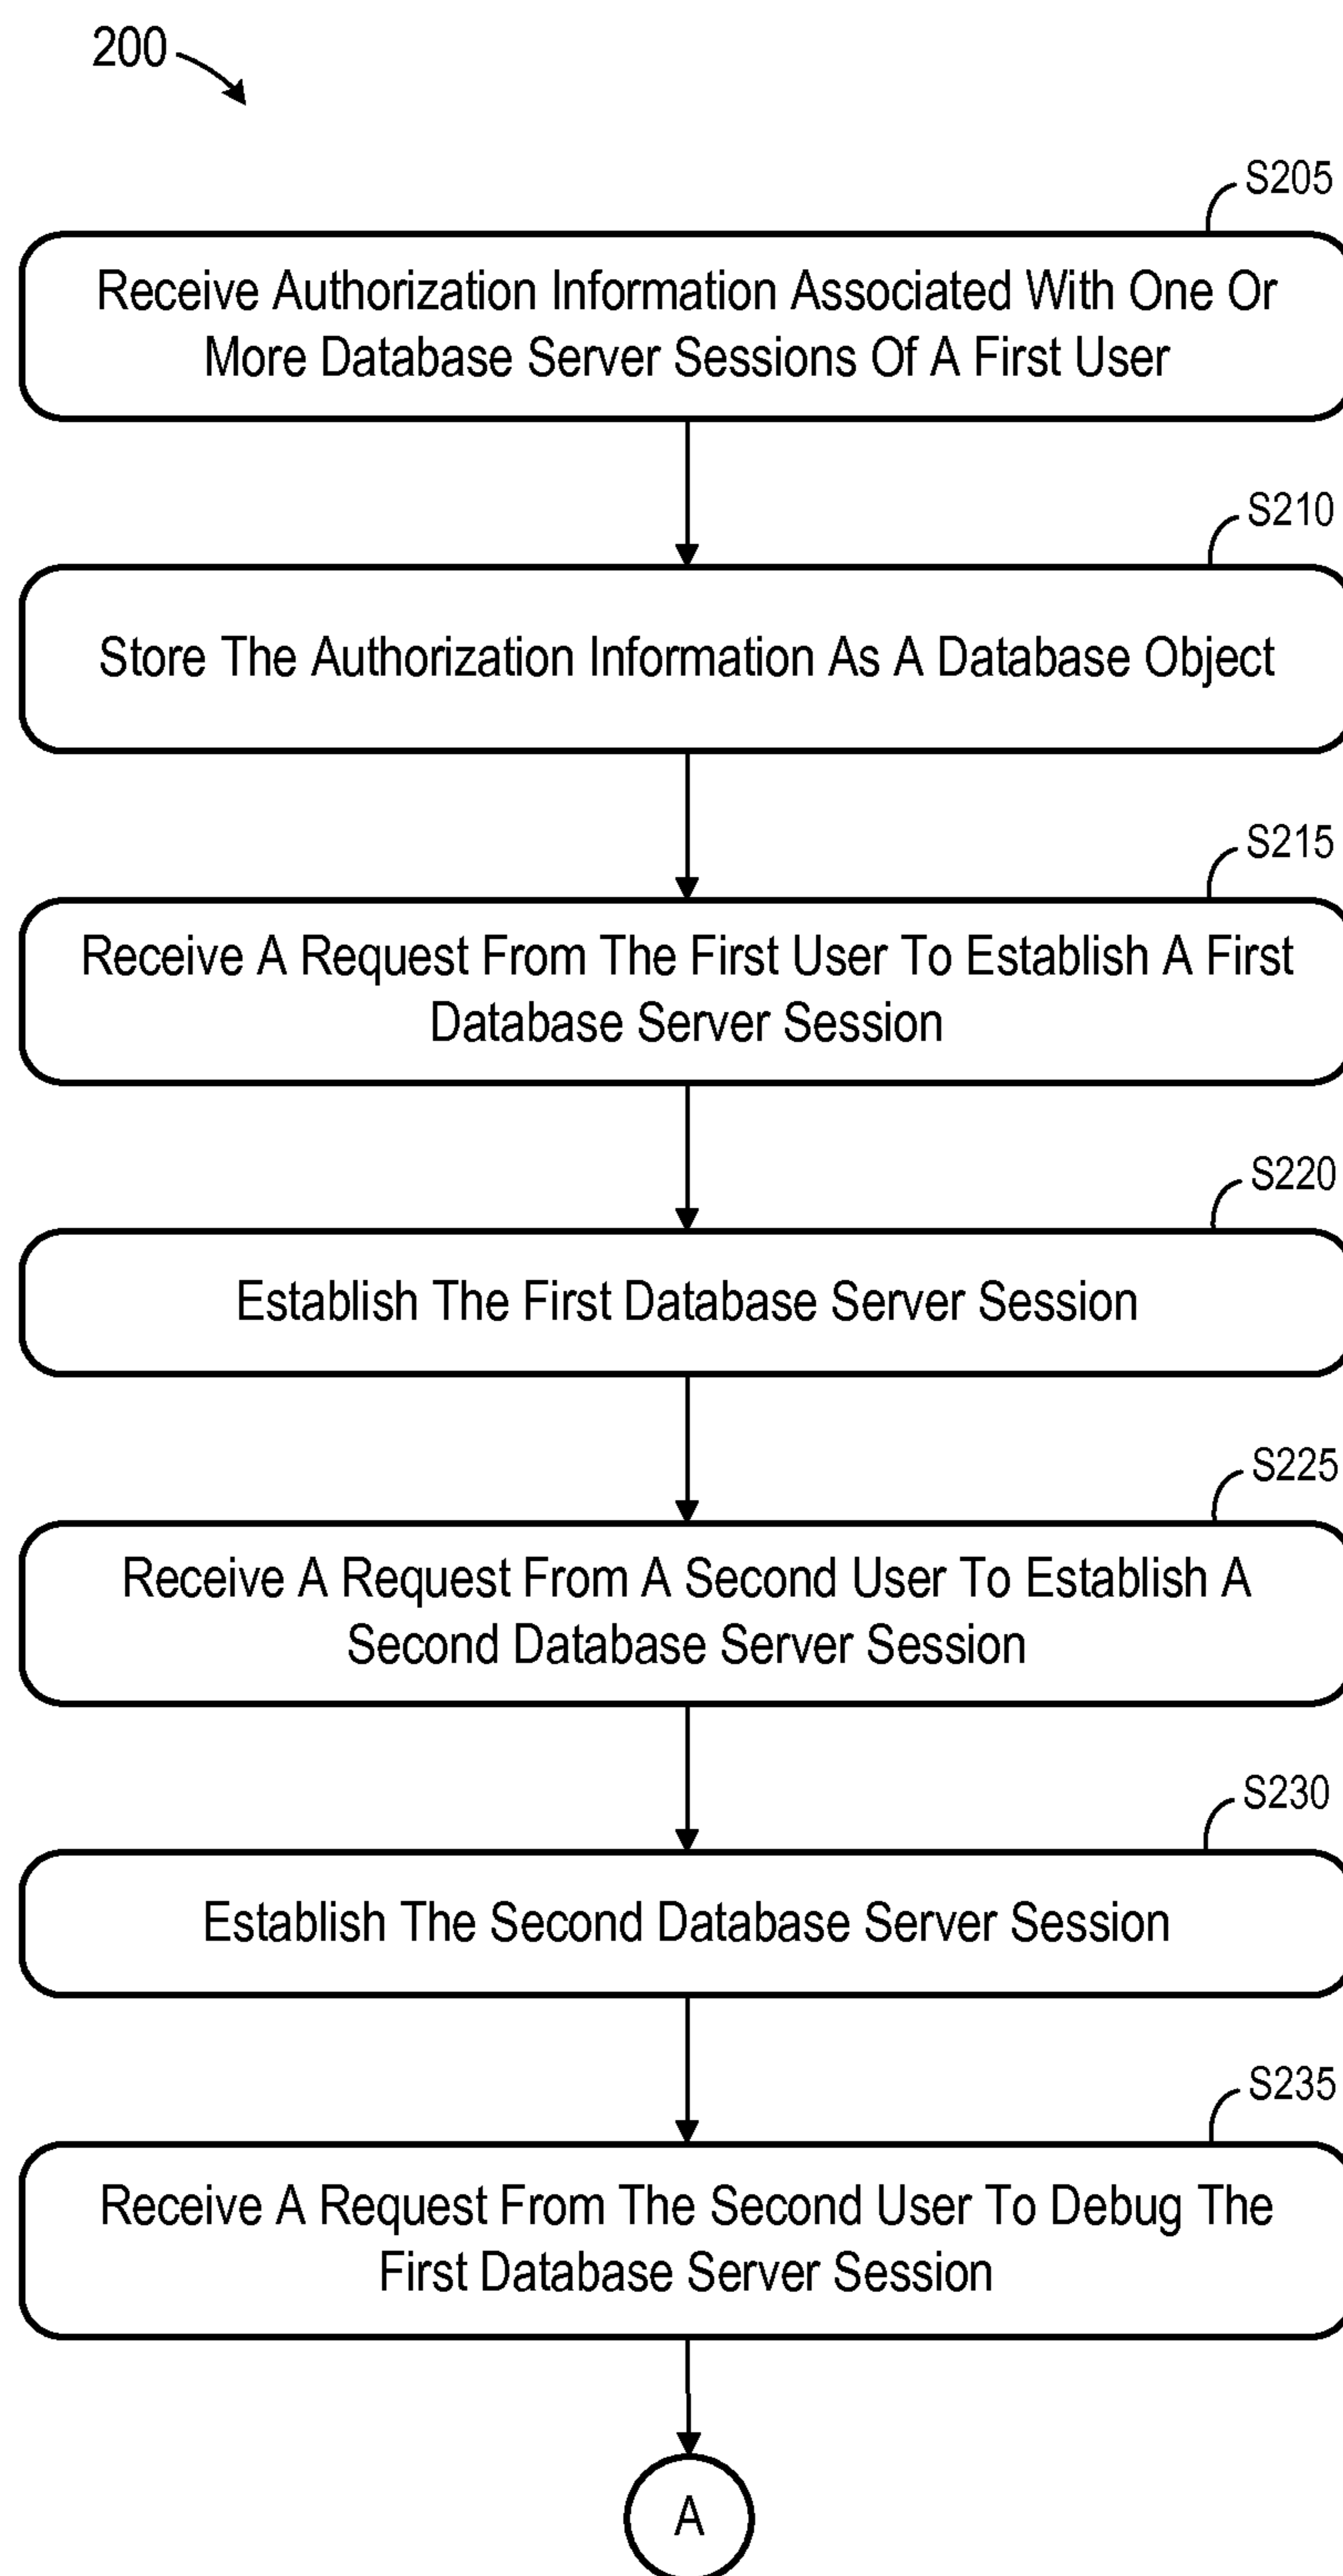 200
S205
Receive Authorization Information Associated With One Or
More Database Server Sessions Of A First User
S210
Store The Authorization Information As A Database Object
S215
Receive A Request From The First User To Establish A First
Database Server Session
S220
Establish The First Database Server Session
S225
Receive A Request From A Second User To Establish A
Second Database Server Session
S230
Establish The Second Database Server Session
S235
Receive A Request From The Second User To Debug The
First Database Server Session
A